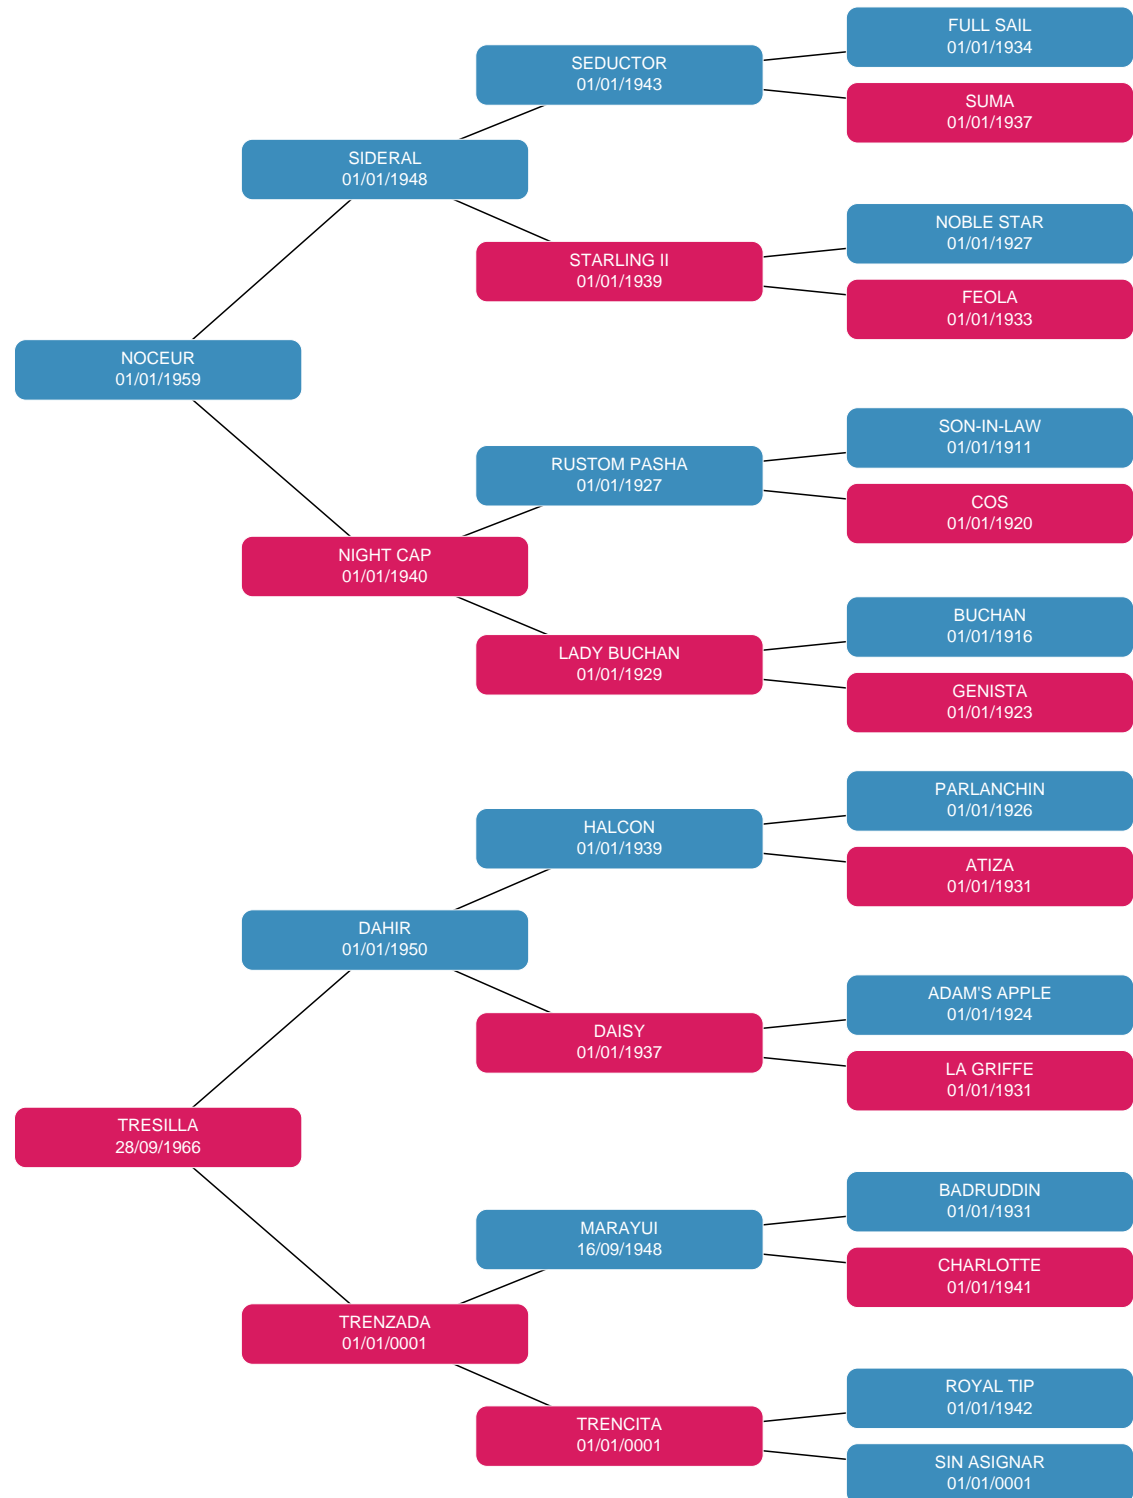 FULL SAIL
01/01/1934
SEDUCTOR
01/01/1943
SUMA
01/01/1937
SIDERAL
01/01/1948
NOBLE STAR
01/01/1927
STARLING II
01/01/1939
FEOLA
01/01/1933
NOCEUR
01/01/1959
SON-IN-LAW
01/01/1911
RUSTOM PASHA
01/01/1927
COS
01/01/1920
NIGHT CAP
01/01/1940
BUCHAN
01/01/1916
LADY BUCHAN
01/01/1929
GENISTA
01/01/1923
PARLANCHIN
01/01/1926
HALCON
01/01/1939
ATIZA
01/01/1931
DAHIR
01/01/1950
ADAM'S APPLE
01/01/1924
DAISY
01/01/1937
LA GRIFFE
01/01/1931
TRESILLA
28/09/1966
BADRUDDIN
01/01/1931
MARAYUI
16/09/1948
CHARLOTTE
01/01/1941
TRENZADA
01/01/0001
ROYAL TIP
01/01/1942
TRENCITA
01/01/0001
SIN ASIGNAR
01/01/0001